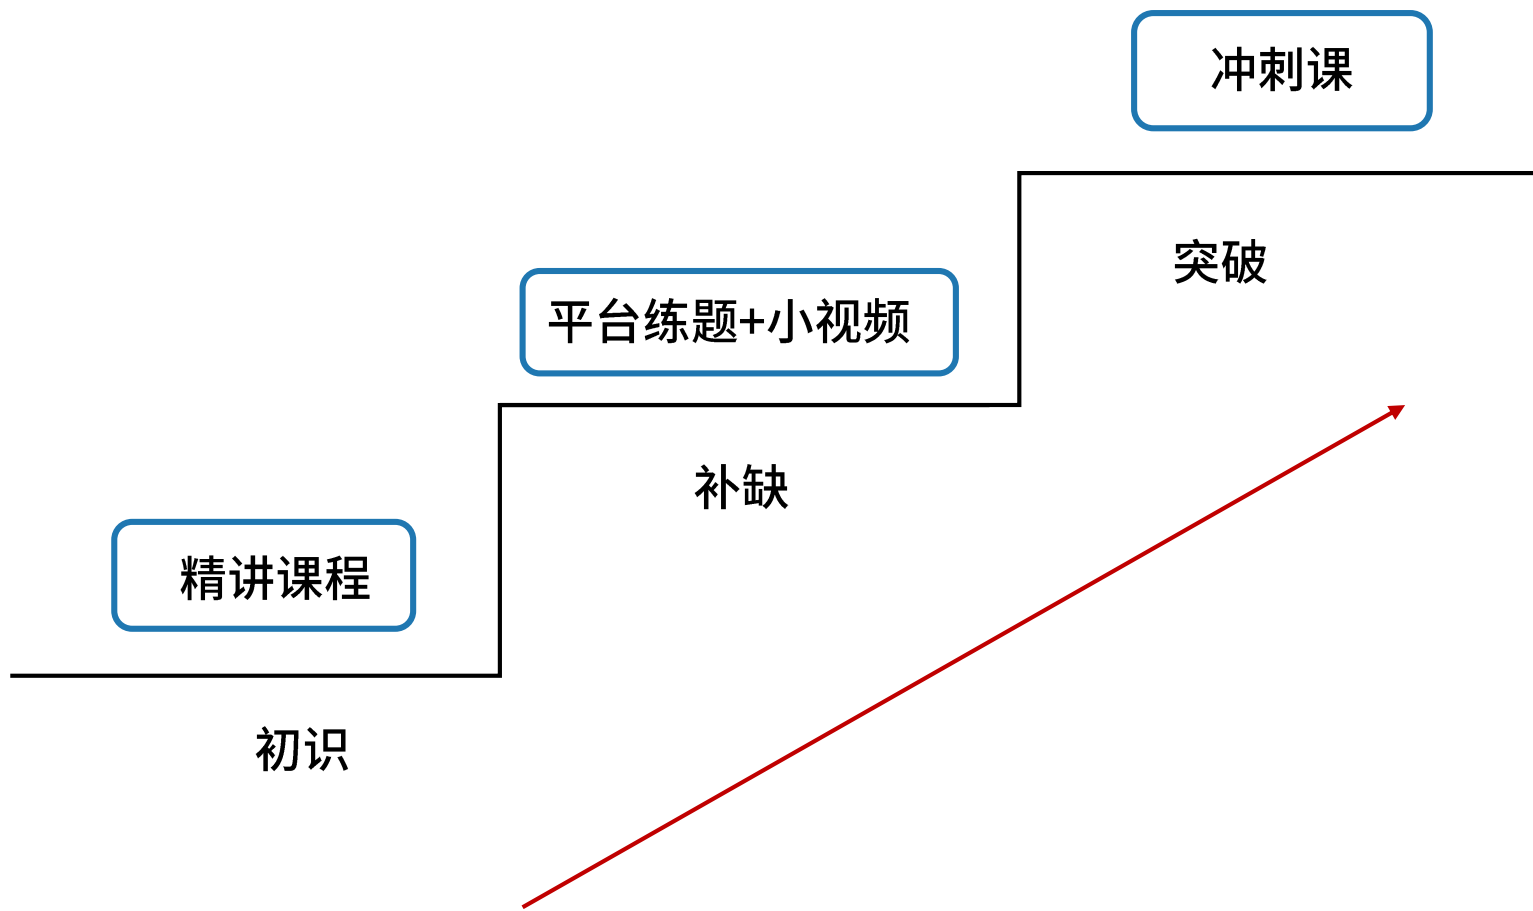 冲刺课
突破
平台练题+小视频
补缺
精讲课程
初识